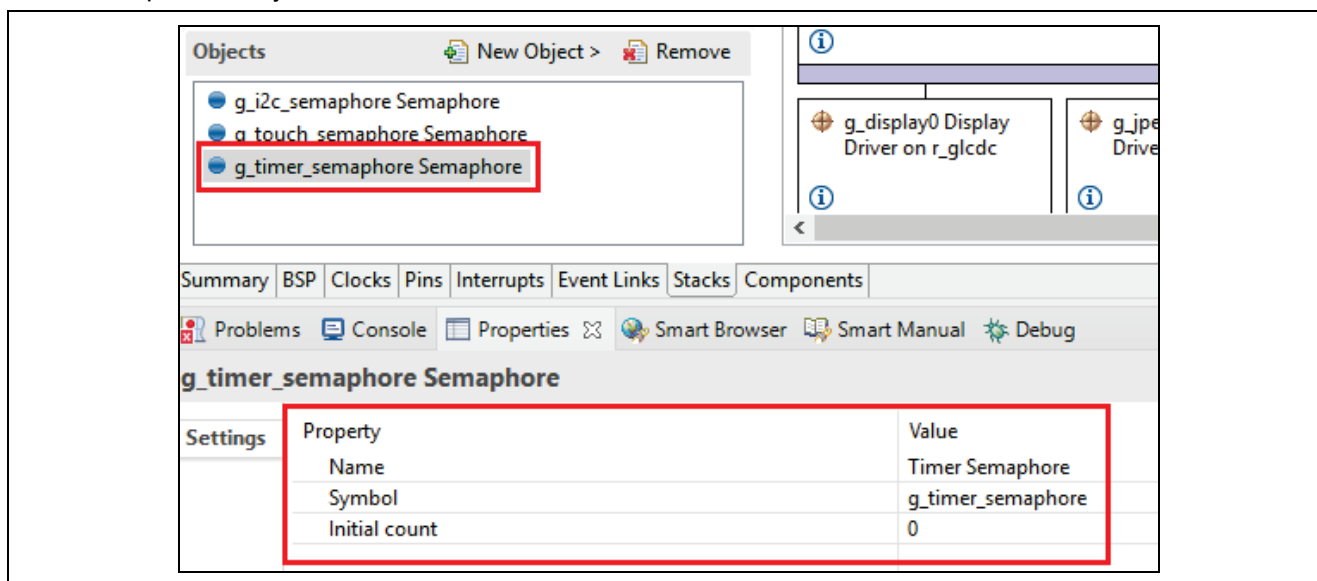 Objects New Object > Remove
g_i2c_semaphore Semaphore
g_touch_semaphore Semaphore
g_timer_semaphore Semaphore
g_display0 Display
Driver on r_glcdc
g_jpe
Drive
Summary BSP Clocks Pins Interrupts Event Links Stacks Components
Problems Console Properties Smart Browser Smart Manual Debug
g_timer_semaphore Semaphore
Settings Property Value
Name Timer Semaphore
Symbol g_timer_semaphore
Initial count 0